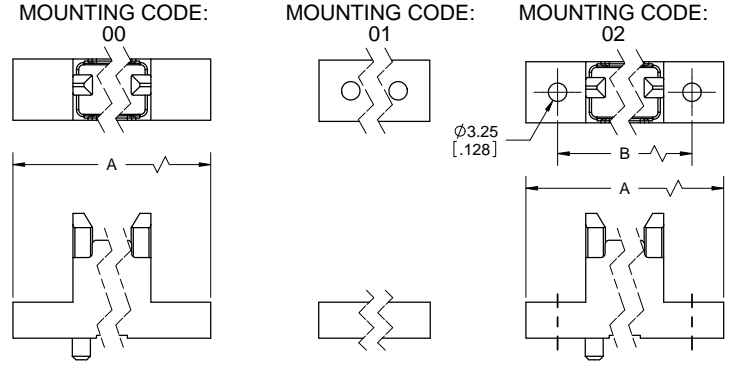 MOUNTING CODE:
00
MOUNTING CODE:
01
MOUNTING CODE:
02
A
Ø3.25
[.128]
B
A